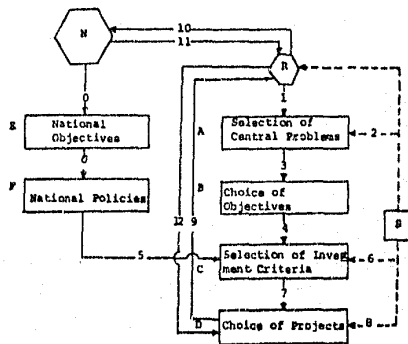 N
10
11
R
0
1
E
National
Objectives
A
Selection of
Central Problems
2
0
3
F
National Policies
B
Choice of
Objectives
12
9
4
S
5
C
Selection of Invest
ment Criteria
6
7
D
Choice of Projects
8